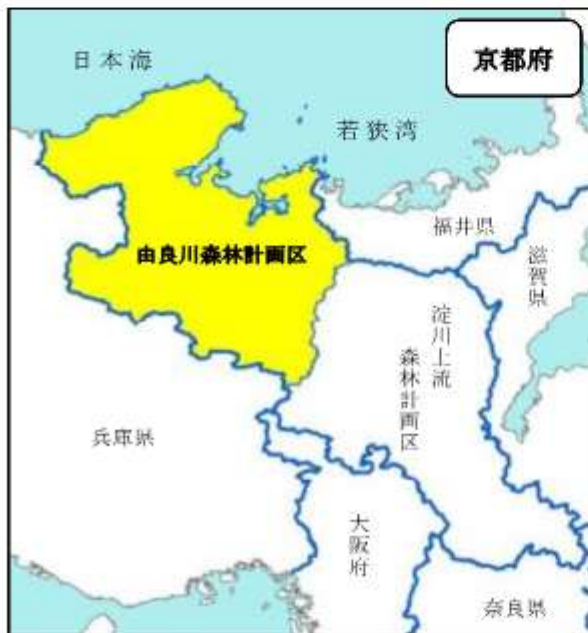 京都府
日本海
若狭湾
福井県
滋賀県
由良川森林計画区
淀川上流
森林計画区
兵庫県
大阪府
奈良県